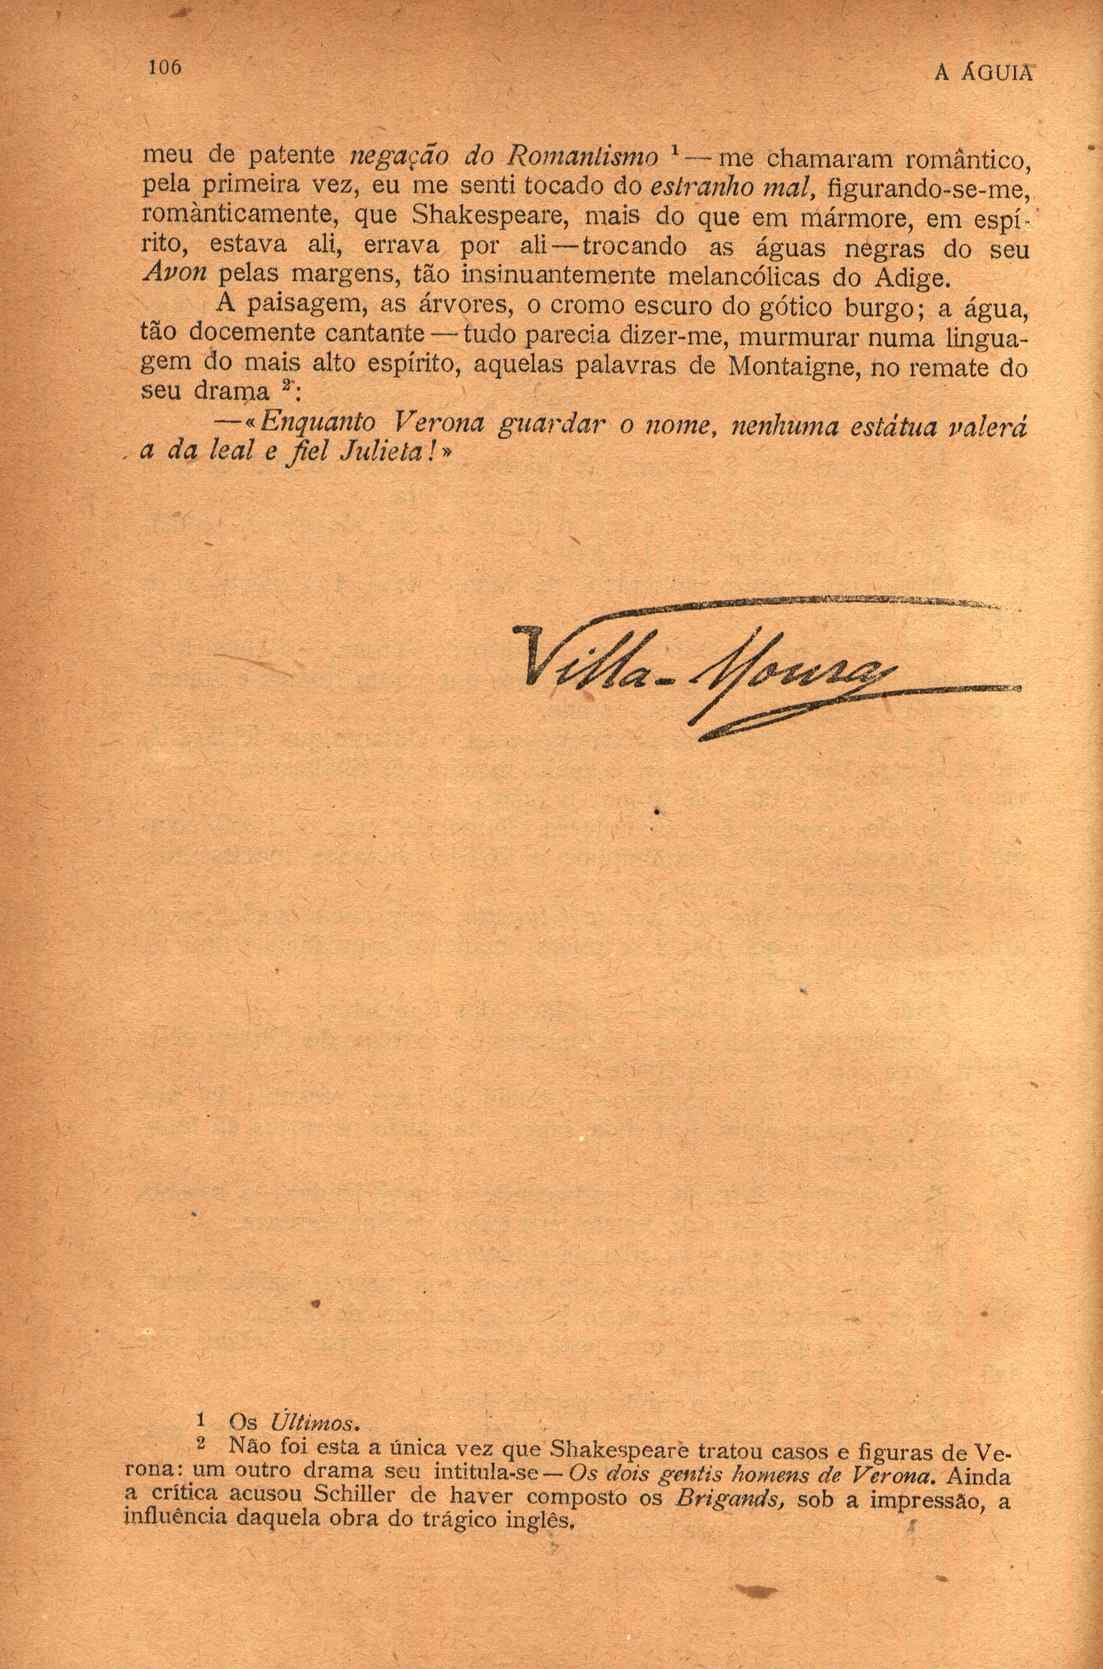 106
A ÁGUIA
meu de patente negação do Romantismo ¹ — me chamaram romântico,
pela primeira vez, eu me senti tocado do estranho mal, figurando-se-me,
romànticamente, que Shakespeare, mais do que em mármore, em espí-
rito, estava ali, errava por ali — trocando as águas negras do seu
Avon pelas margens, tão insinuantemente melancólicas do Adige.
A paisagem, as árvores, o cromo escuro do gótico burgo; a água,
tão docemente cantante — tudo parecia dizer-me, murmurar numa lingua-
gem do mais alto espírito, aquelas palavras de Montaigne, no remate do
seu drama ²:
—«Enquanto Verona guardar o nome, nenhuma estátua valerá
a da leal e fiel Julieta!»
Villa-Moura
1 Os Últimos.
2 Não foi esta a única vez que Shakespeare tratou casos e figuras de Ve-
rona: um outro drama seu intitula-se — Os dois gentis homens de Verona. Ainda
a crítica acusou Schiller de haver composto os Brigands, sob a impressão, a
influência daquela obra do trágico inglês.